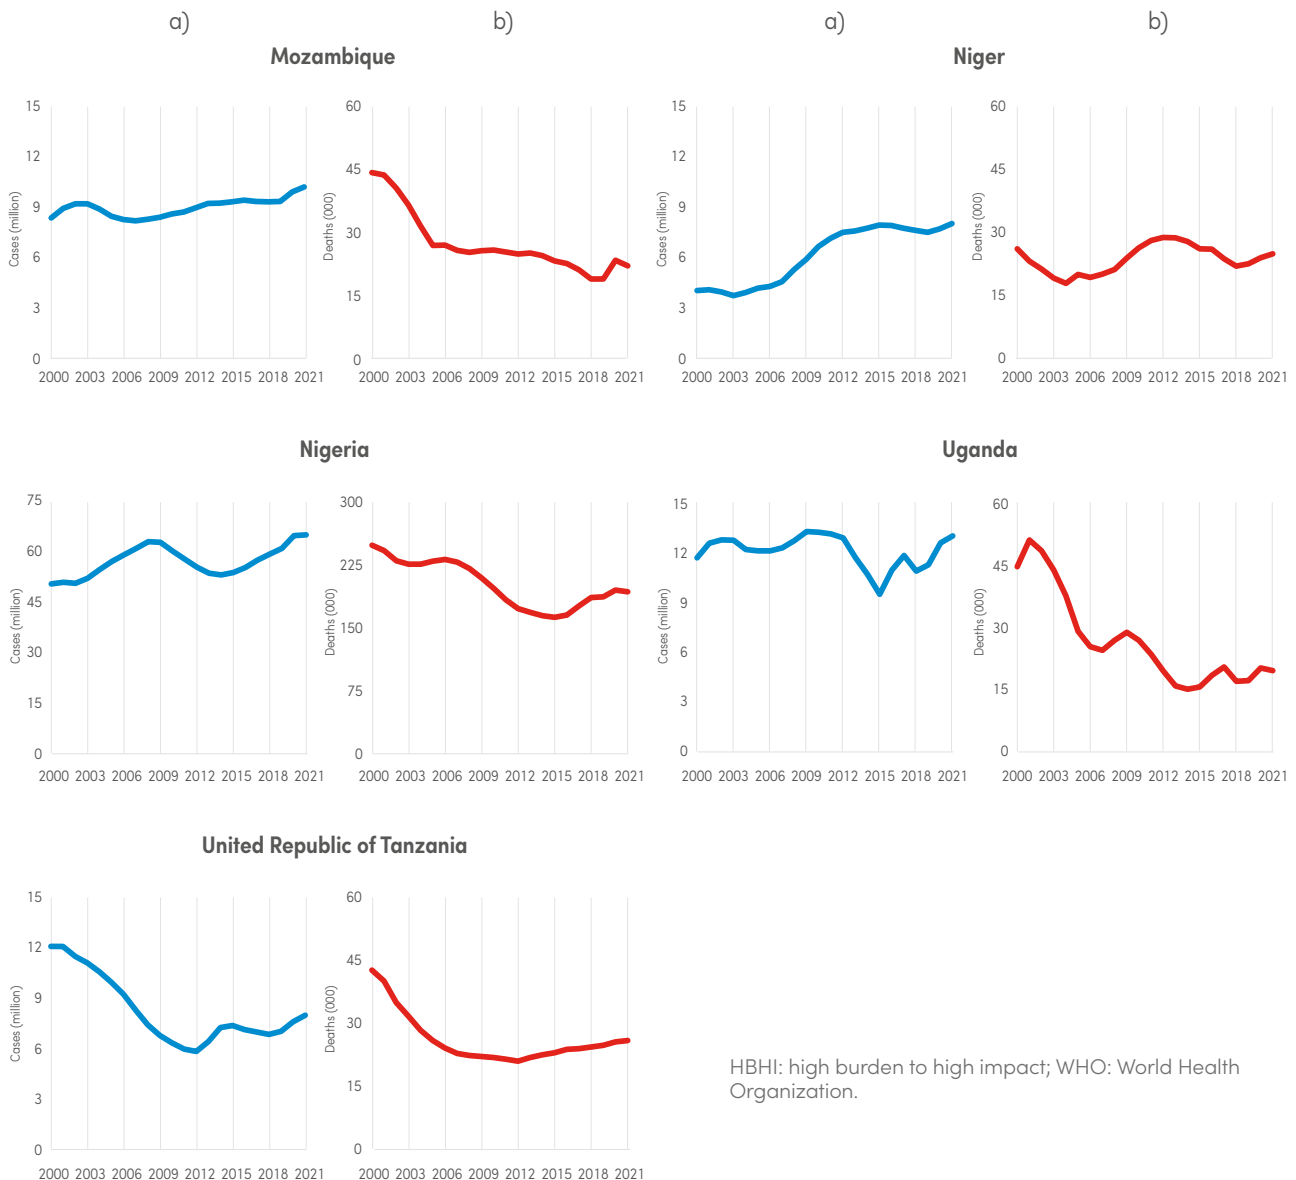 a) b) a) b)
Mozambique
Cases (million)
15
12
9
6
3
0
2000 2003 2006 2009 2012 2015 2018 2021
Deaths (000)
60
45
30
15
0
2000 2003 2006 2009 2012 2015 2018 2021
Niger
Cases (million)
15
12
9
6
3
0
2000 2003 2006 2009 2012 2015 2018 2021
Deaths (000)
60
45
30
15
0
2000 2003 2006 2009 2012 2015 2018 2021
Nigeria
Cases (million)
75
60
45
30
15
0
2000 2003 2006 2009 2012 2015 2018 2021
Deaths (000)
300
225
150
75
0
2000 2003 2006 2009 2012 2015 2018 2021
Uganda
Cases (million)
15
12
9
6
3
0
2000 2003 2006 2009 2012 2015 2018 2021
Deaths (000)
60
45
30
15
0
2000 2003 2006 2009 2012 2015 2018 2021
United Republic of Tanzania
Cases (million)
15
12
9
6
3
0
2000 2003 2006 2009 2012 2015 2018 2021
Deaths (000)
60
45
30
15
0
2000 2003 2006 2009 2012 2015 2018 2021
HBHI: high burden to high impact; WHO: World Health
Organization.